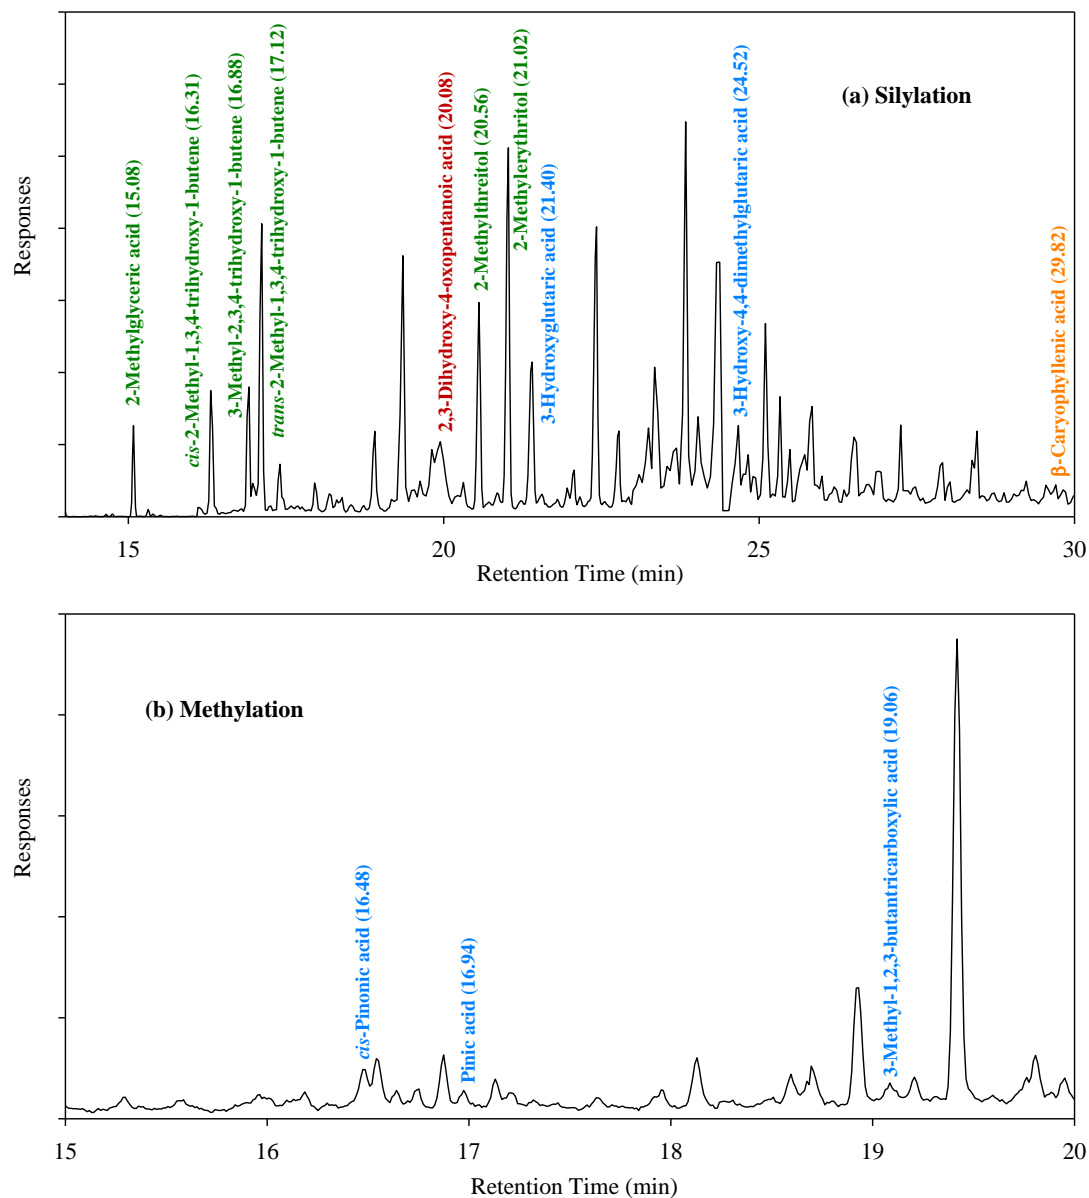 (a) Silylation
Responses
2-Methylglyceric acid (15.08)
cis-2-Methyl-1,3,4-trihydroxy-1-butene (16.31)
3-Methyl-2,3,4-trihydroxy-1-butene (16.88)
trans-2-Methyl-1,3,4-trihydroxy-1-butene (17.12)
2,3-Dihydroxy-4-oxopentanoic acid (20.08)
2-Methylthreitol (20.56)
2-Methylerythritol (21.02)
3-Hydroxyglutaric acid (21.40)
3-Hydroxy-4,4-dimethylglutaric acid (24.52)
β-Caryophyllenic acid (29.82)
15 20 25 30
Retention Time (min)
(b) Methylation
Responses
cis-Pinonic acid (16.48)
Pinic acid (16.94)
3-Methyl-1,2,3-butantricarboxylic acid (19.06)
15 16 17 18 19 20
Retention Time (min)